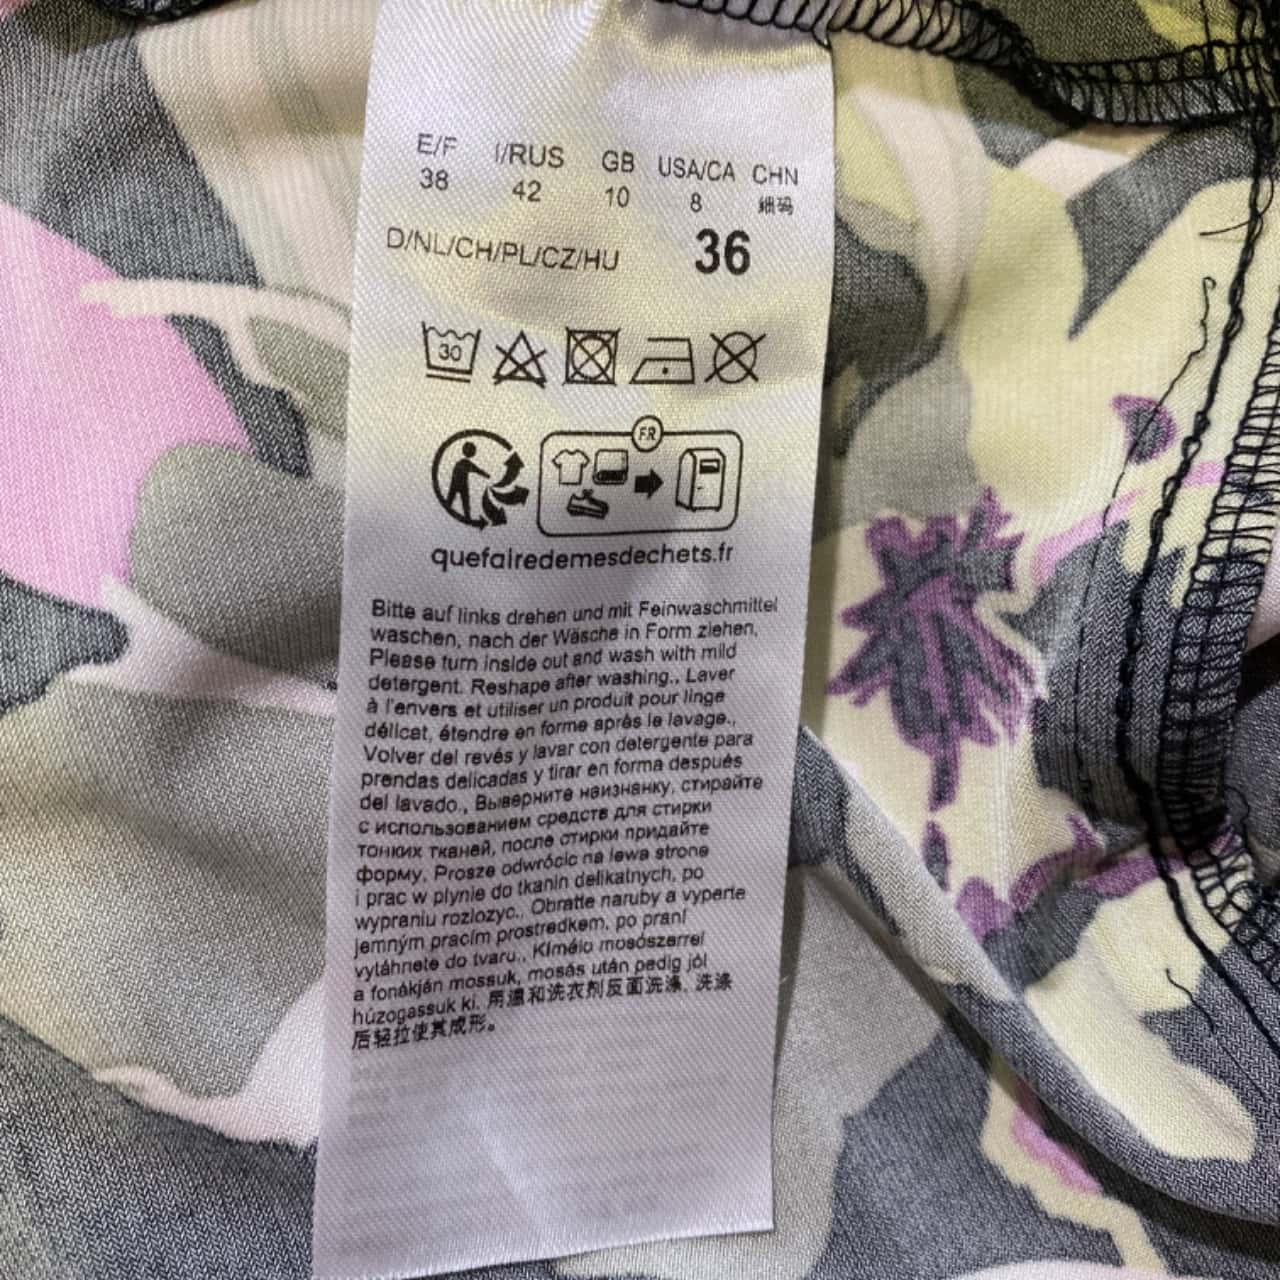 E/F I/RUS GB USA/CA CHN
38 42 10 8 细码
D/NL/CH/PL/CZ/HU 36
30
FR
quefairedemesdechets.fr
Bitte auf links drehen und mit Feinwaschmittel
waschen, nach der Wäsche in Form ziehen,
Please turn inside out and wash with mild
detergent. Reshape after washing., Laver
à l'envers et utiliser un produit pour linge
délicat, étendre en forme après le lavage.,
Volver del revés y lavar con detergente para
prendas delicadas y tirar en forma después
del lavado., Выверните наизнанку, стирайте
с использованием средств для стирки
тонких тканей, после стирки придайте
форму, Prosze odwrócic na lewa strone
i prac w plynie do tkanin delikatnych, po
wypraniu rozlozyc., Obratte naruby a vyperte
jemným pracím prostredkem, po praní
vytáhnete do tvaru., Kímélo mosószerrel
a fonákján mossuk, mosás után pedig jól
húzogassuk ki, 用温和洗衣剂反面洗涤, 洗涤
后轻拉使其成形。